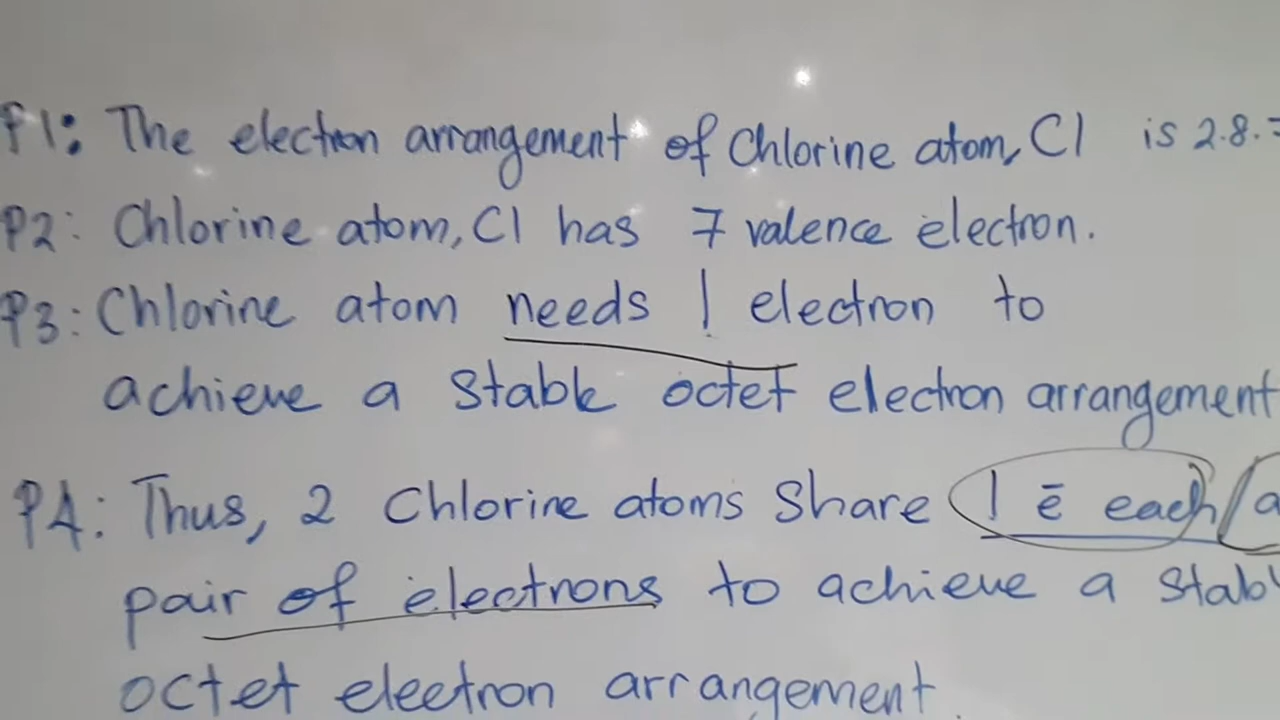 P1: The electron arrangement of Chlorine atom, Cl is 2.8.7
P2: Chlorine atom, Cl has 7 valence electron.
P3: Chlorine atom needs 1 electron to
achieve a stable octet electron arrangement
P4: Thus, 2 Chlorine atoms share 1 ē each/a
pair of electrons to achieve a stabl
octet electron arrangement.